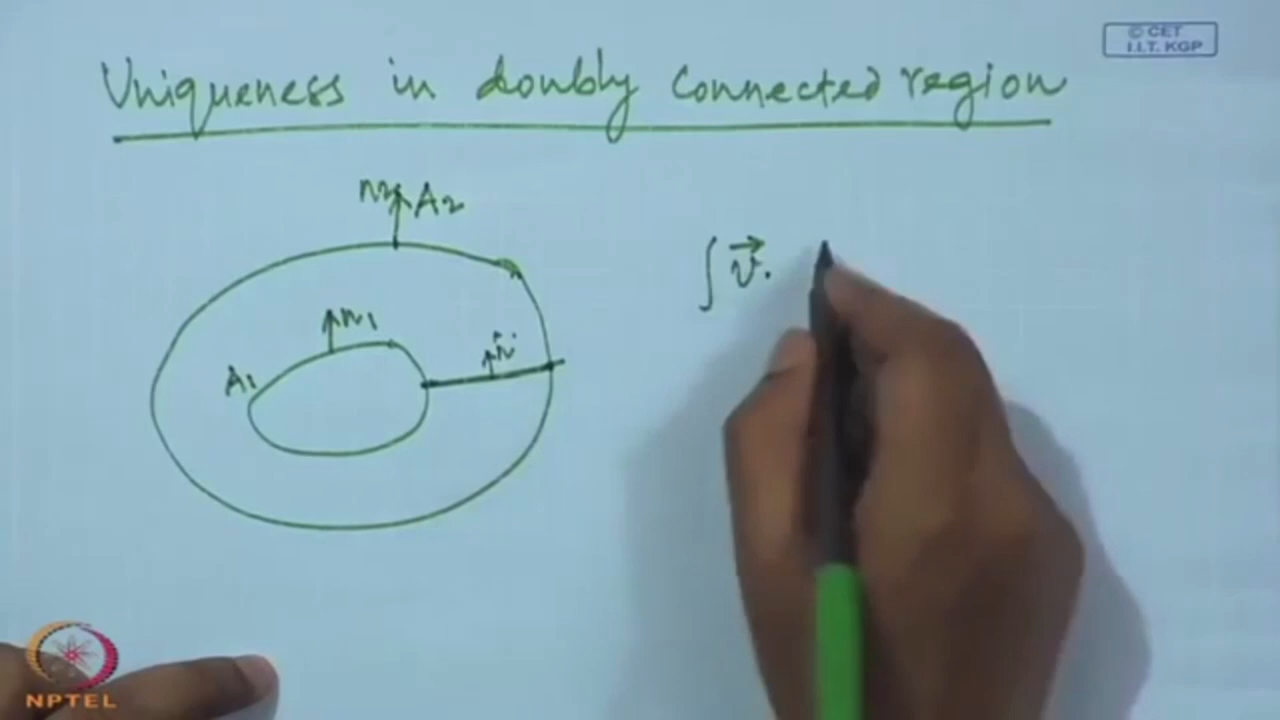 © CET
I.I.T. KGP
Uniqueness in doubly connected region
n2 A2
n1
n̂
A1
∫ v⃗.
NPTEL